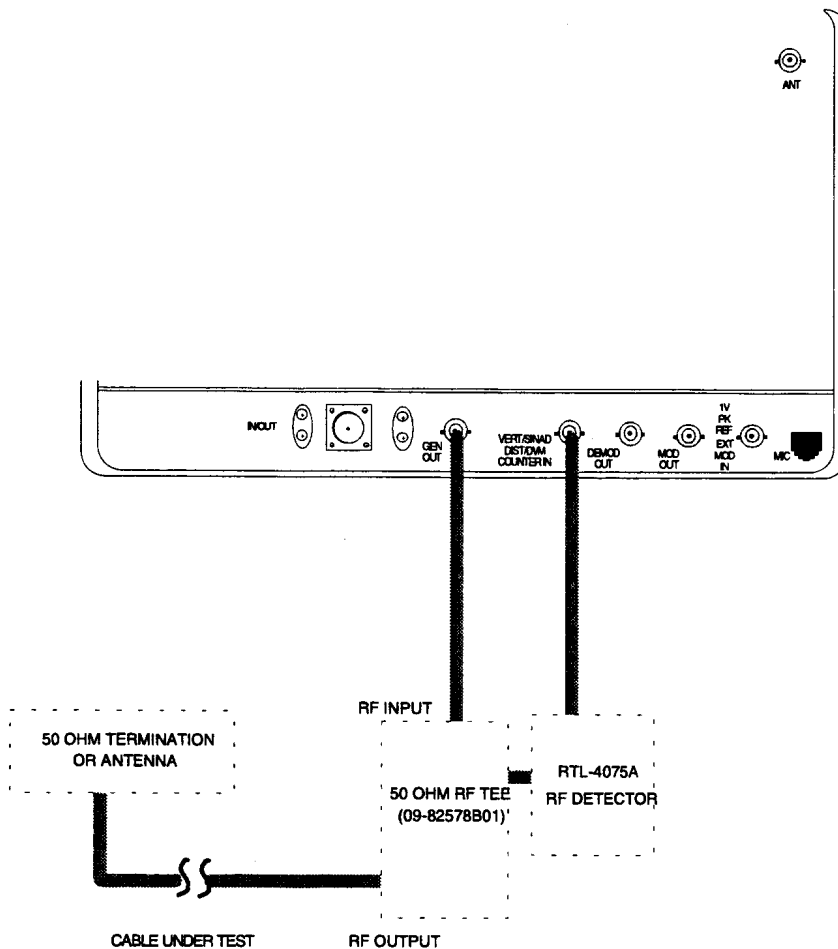 ANT
IN/OUT
GEN
OUT
VERT/SINAD
DIST/DVM
COUNTER IN
DEMOD
OUT
MOD
OUT
1V
PK
REF
EXT
MOD
IN
MIC
RF INPUT
50 OHM TERMINATION
OR ANTENNA
50 OHM RF TEE
(09-82578B01)
RTL-4075A
RF DETECTOR
CABLE UNDER TEST
RF OUTPUT